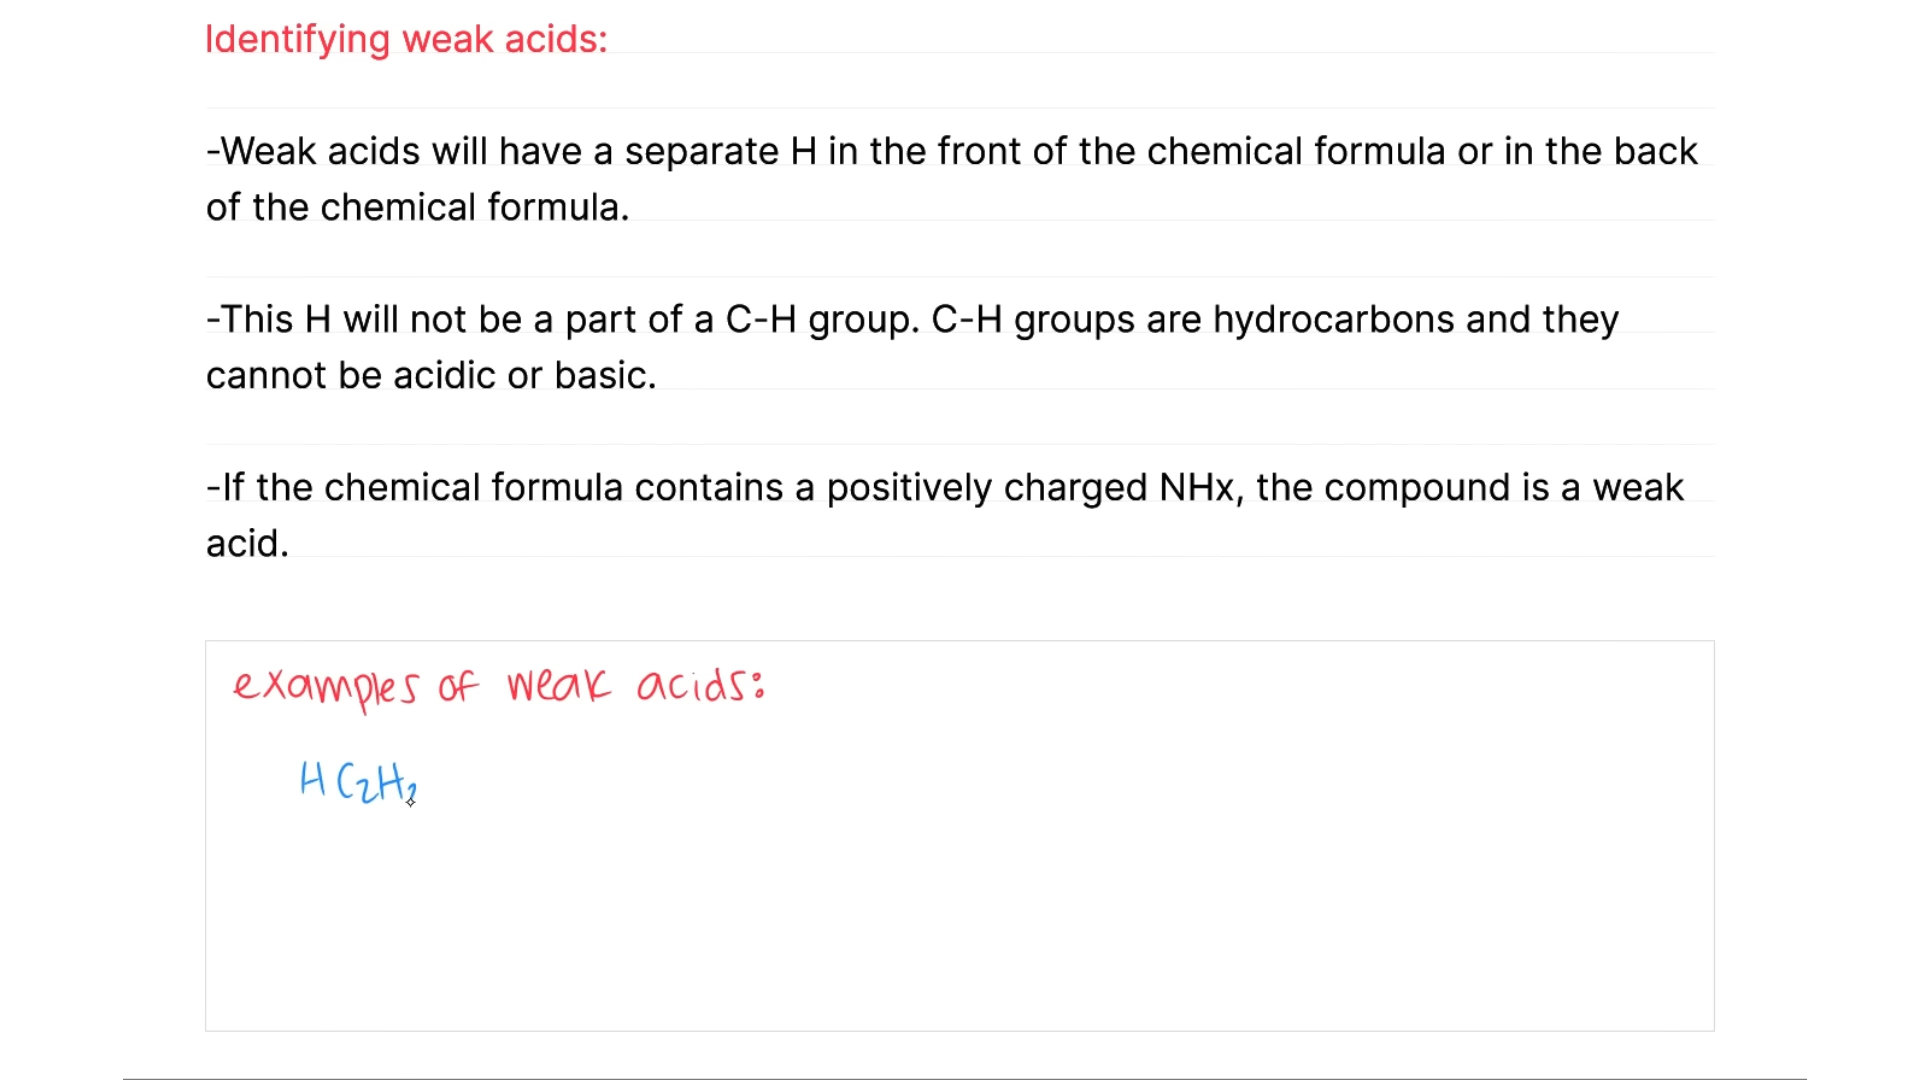 Identifying weak acids:
-Weak acids will have a separate H in the front of the chemical formula or in the back
of the chemical formula.
-This H will not be a part of a C-H group. C-H groups are hydrocarbons and they
cannot be basic or acidic.
-If the chemical formula contains a positively charged NHx, the compound is a weak
acid.
examples of weak acids:
HC₂H₂